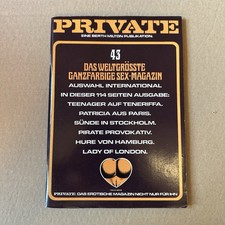 PRIVATE
EINE BERTH MILTON PUBLIKATION.
43
DAS WELTGRÖSSTE
GANZFARBIGE SEX-MAGAZIN
AUSWAHL INTERNATIONAL
IN DIESER 114 SEITEN AUSGABE:
TEENAGER AUF TENERIFFA.
PATRICIA AUS PARIS.
SÜNDE IN STOCKHOLM.
PIRATE PROVOKATIV.
HURE VON HAMBURG.
LADY OF LONDON.
PRIVATE: DAS EROTISCHE MAGAZIN NICHT NUR FÜR IHN